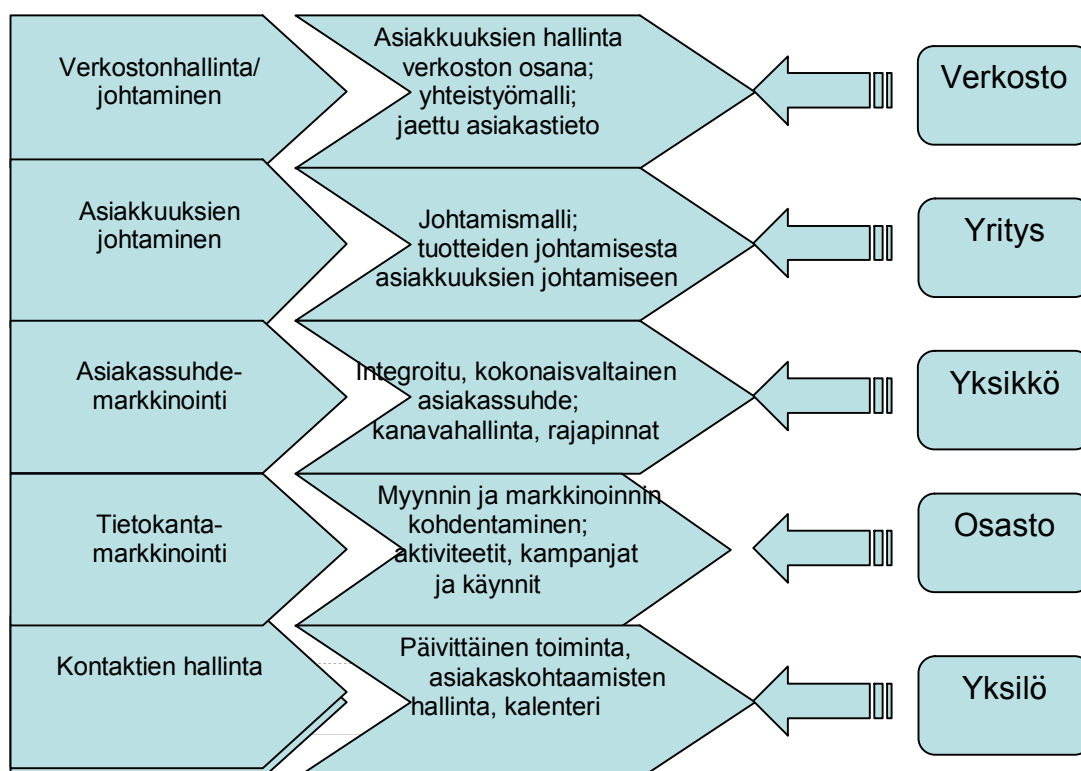 Verkostonhallinta/
johtaminen
Asiakkuuksien hallinta
verkoston osana;
yhteistyömalli;
jaettu asiakastieto
Verkosto
Asiakkuuksien
johtaminen
Johtamismalli;
tuotteiden johtamisesta
asiakkuuksien johtamiseen
Yritys
Asiakassuhde-
markkinointi
Integroitu, kokonaisvaltainen
asiakassuhde;
kanavahallinta, rajapinnat
Yksikkö
Tietokanta-
markkinointi
Myynnin ja markkinoinnin
kohdentaminen;
aktiviteetit, kampanjat
ja käynnit
Osasto
Kontaktien hallinta
Päivittäinen toiminta,
asiakaskohtaamisten
hallinta, kalenteri
Yksilö